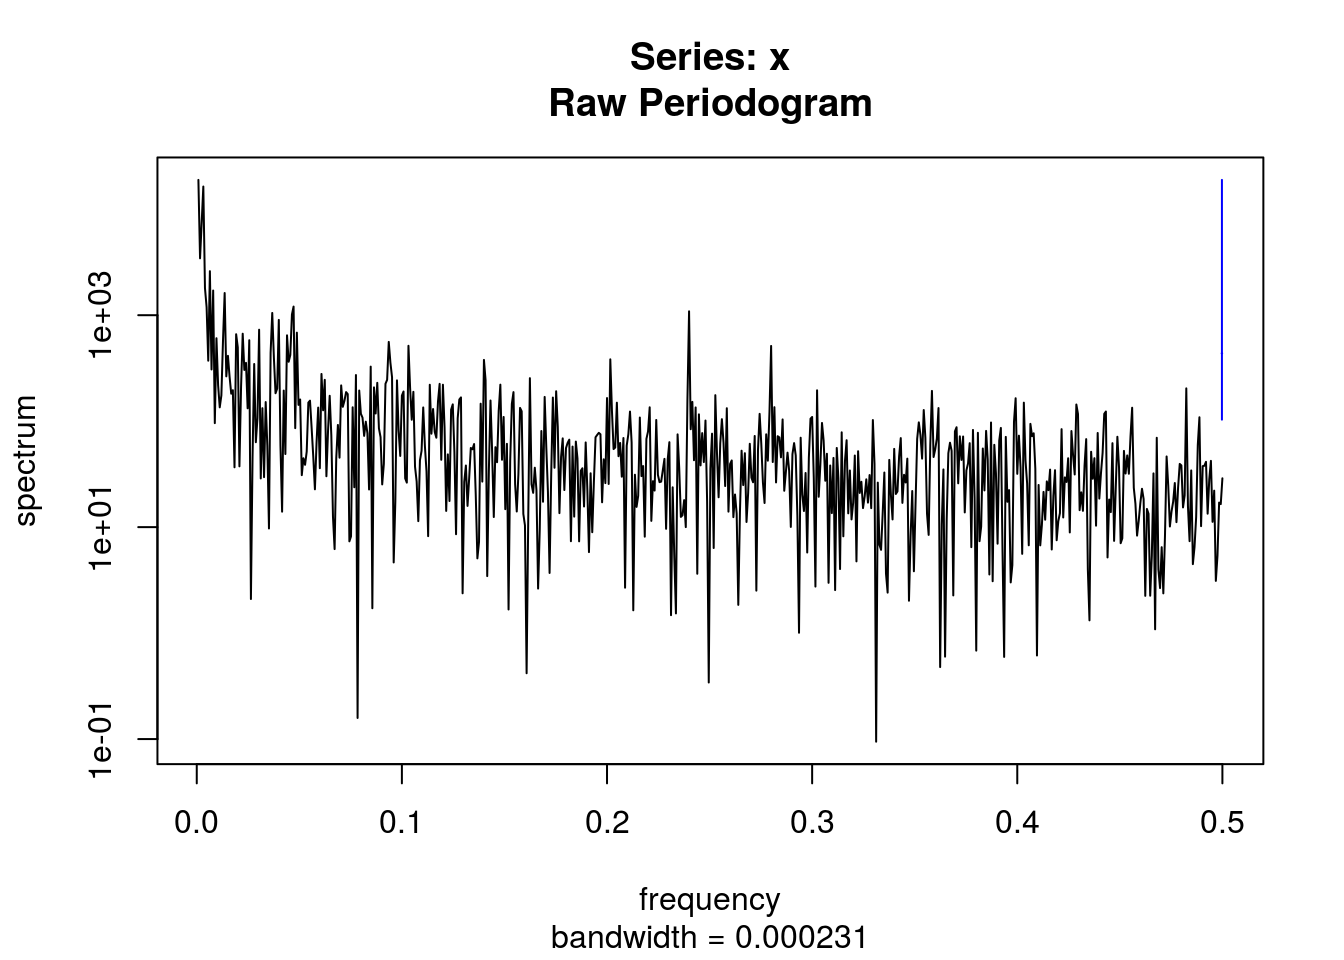 Series: x
Raw Periodogram
spectrum
1e+03
1e+01
1e-01
0.0 0.1 0.2 0.3 0.4 0.5
frequency
bandwidth = 0.000231